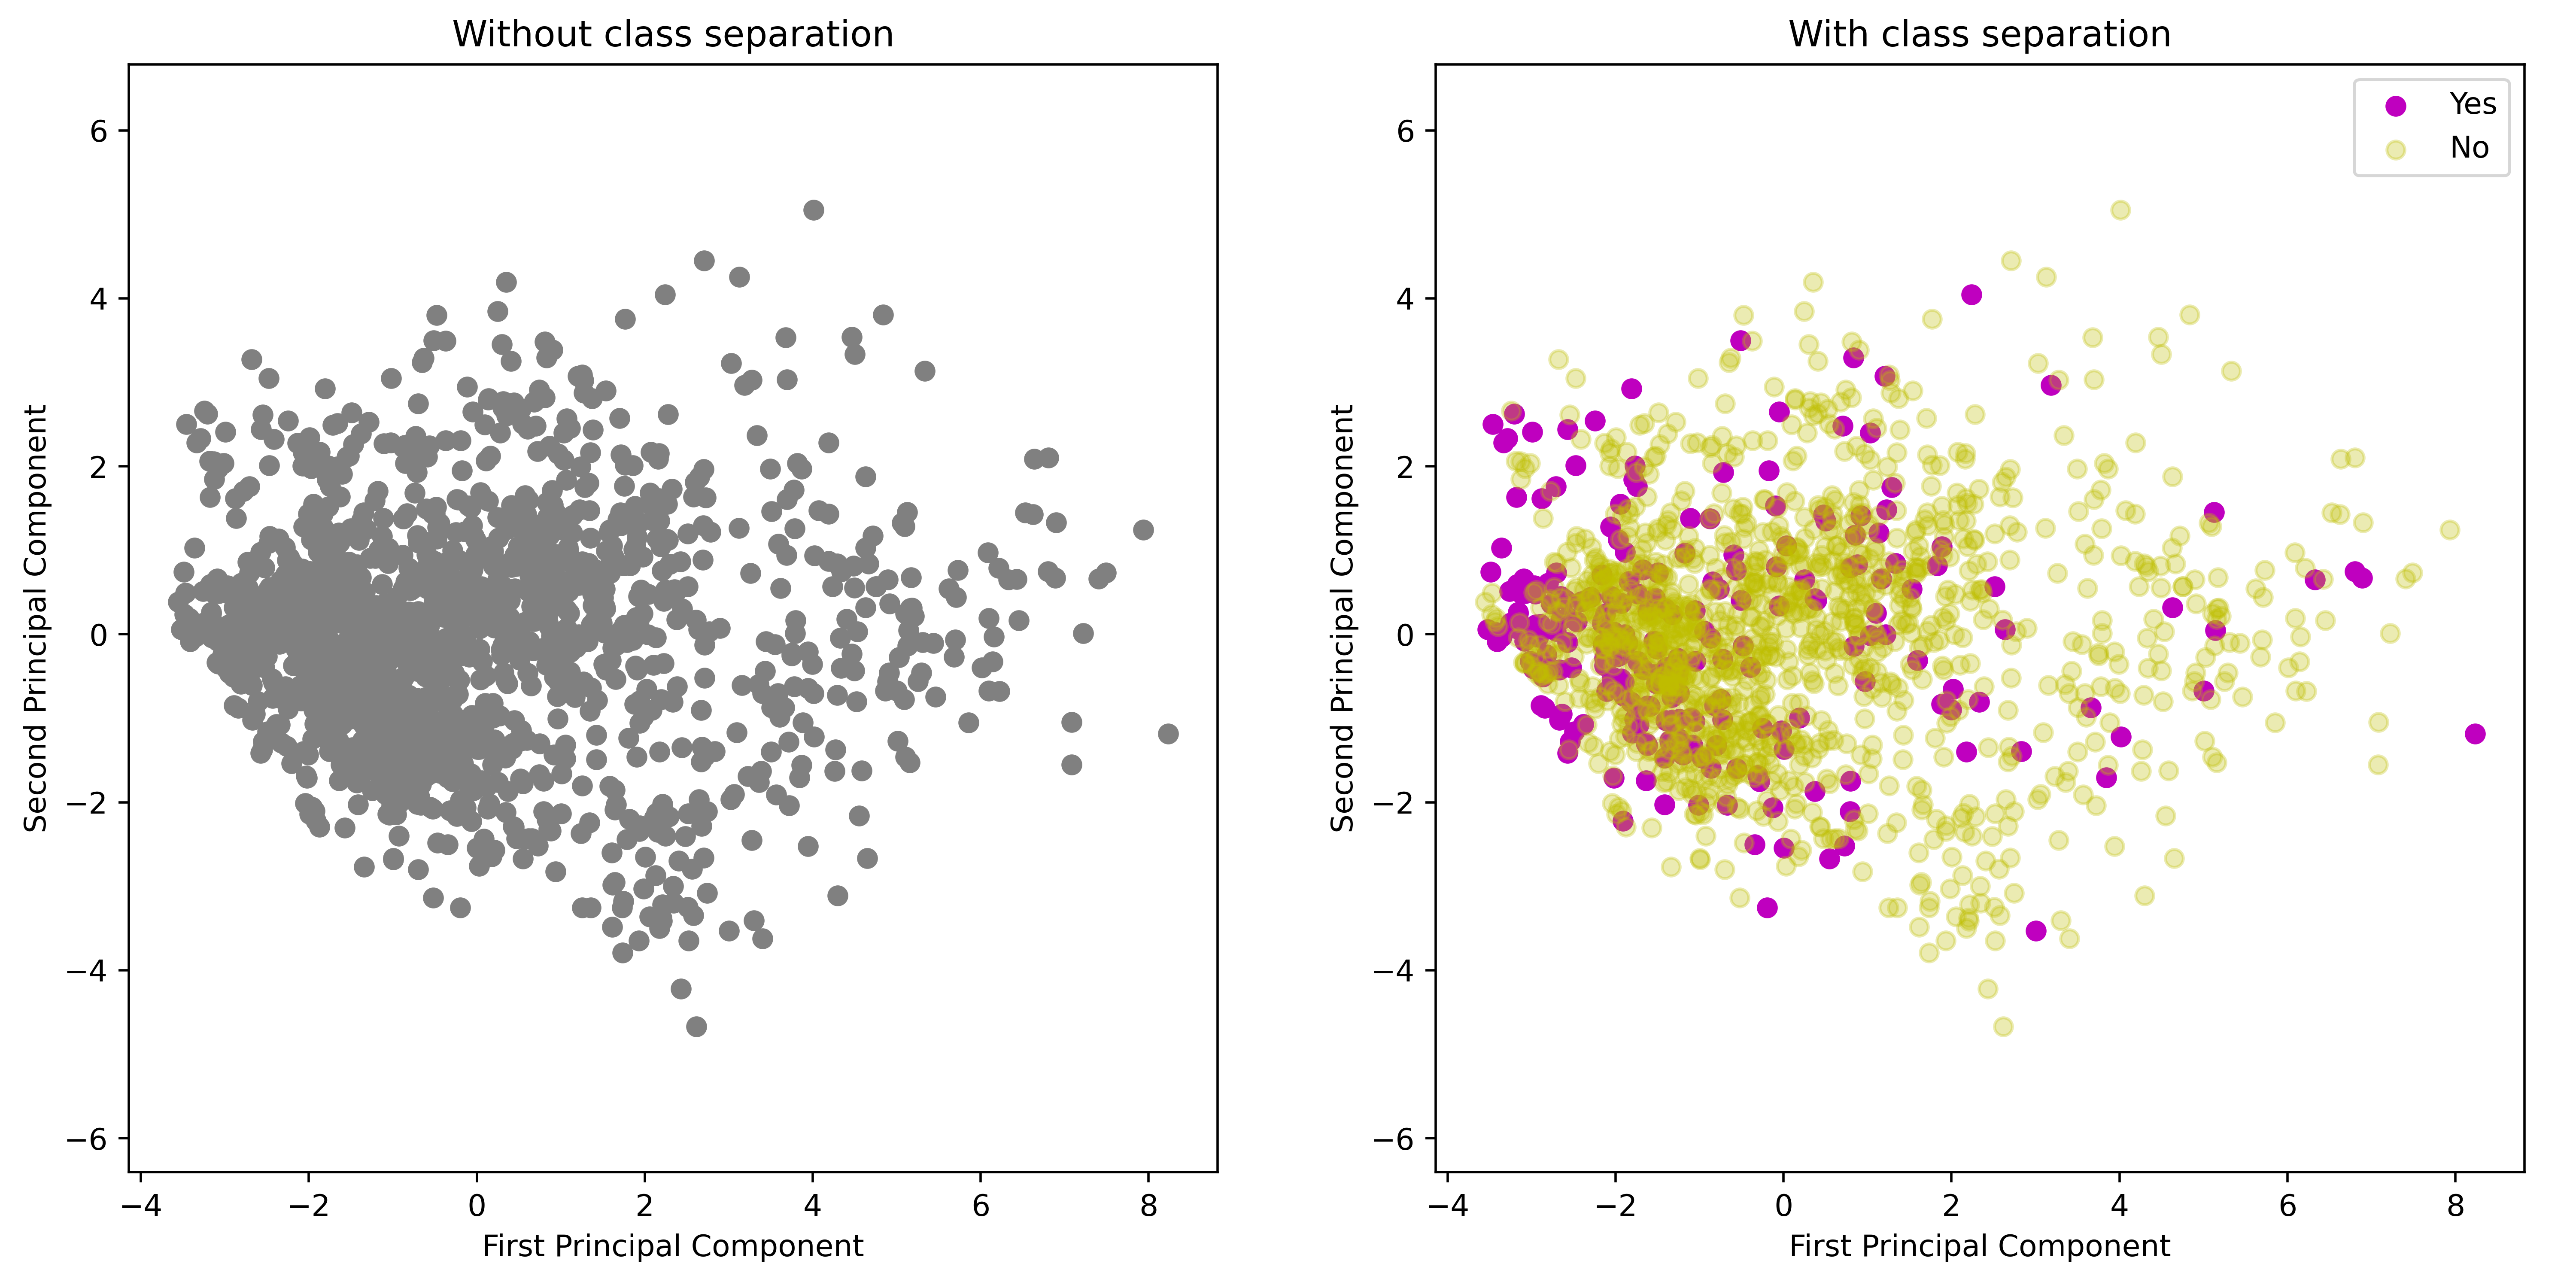 Without class separation
6
4
2
0
−2
−4
−6
Second Principal Component
−4 −2 0 2 4 6 8
First Principal Component
With class separation
Yes
No
6
4
2
0
−2
−4
−6
Second Principal Component
−4 −2 0 2 4 6 8
First Principal Component